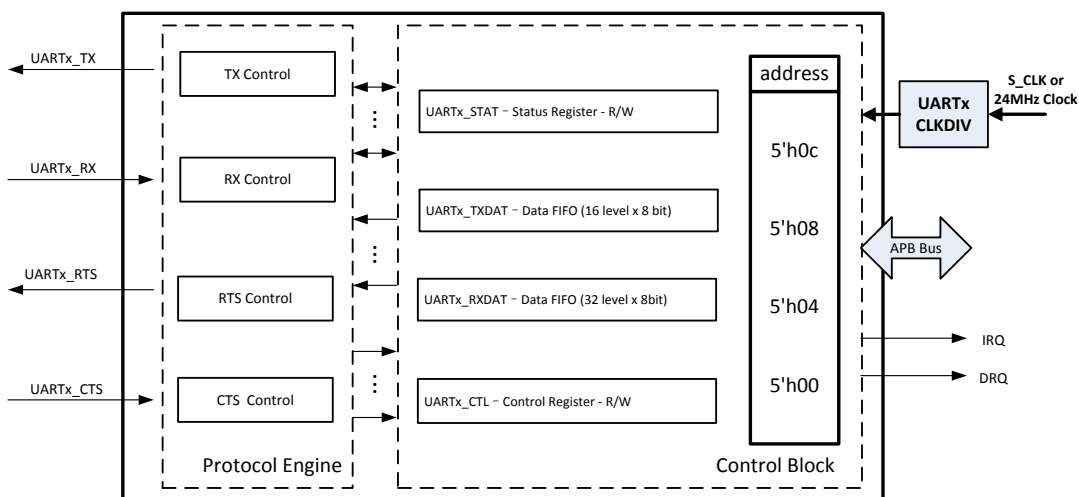 UARTx_TX
UARTx_RX
UARTx_RTS
UARTx_CTS
TX Control
RX Control
RTS Control
CTS Control
Protocol Engine
UARTx_STAT – Status Register - R/W
UARTx_TXDAT – Data FIFO (16 level x 8 bit)
UARTx_RXDAT – Data FIFO (32 level x 8bit)
UARTx_CTL – Control Register - R/W
address
5'h0c
5'h08
5'h04
5'h00
Control Block
UARTx
CLKDIV
S_CLK or
24MHz Clock
APB Bus
IRQ
DRQ